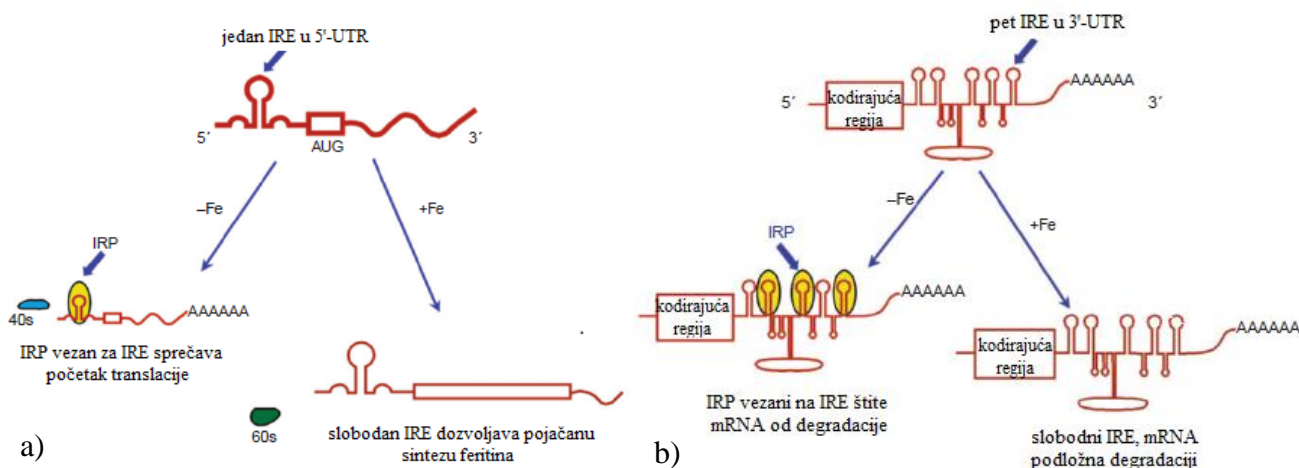 jedan IRE u 5'-UTR
5´
AUG
3´
–Fe
+Fe
IRP
40s
AAAAAA
IRP vezan za IRE sprečava
početak translacije
60s
slobodan IRE dozvoljava pojačanu
sintezu feritina
a)
pet IRE u 3'-UTR
5´
kodirajuća
regija
AAAAAA
3´
–Fe
+Fe
IRP
kodirajuća
regija
AAAAAA
IRP vezani na IRE štite
mRNA od degradacije
kodirajuća
regija
AAAAAA
slobodni IRE, mRNA
podložna degradaciji
b)